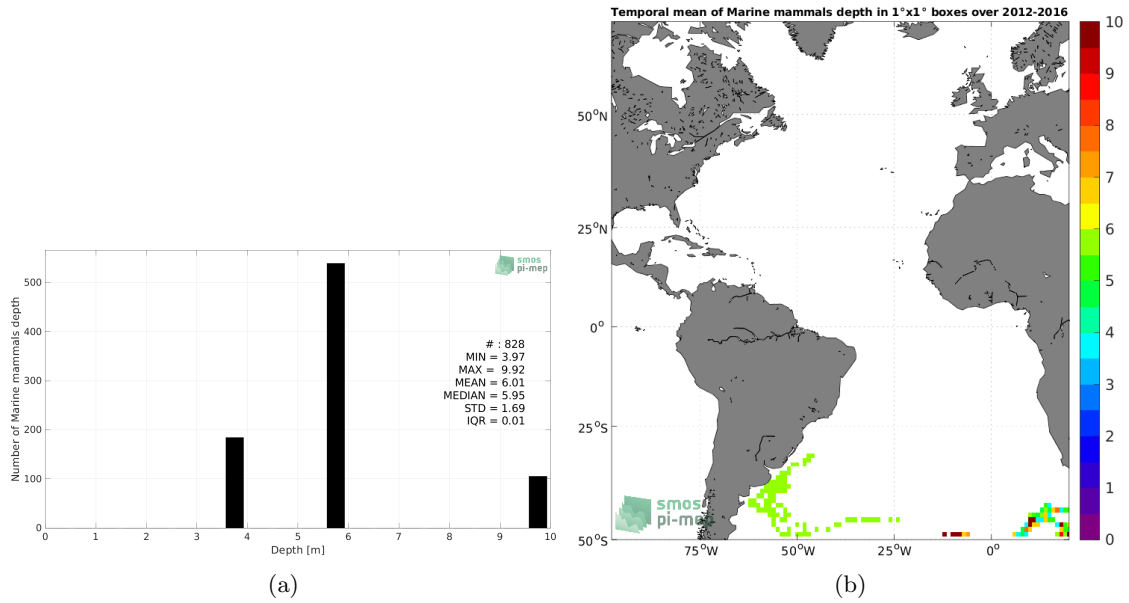 Temporal mean of Marine mammals depth in 1°x1° boxes over 2012-2016
smos
pi-mep
# : 828
MIN = 3.97
MAX = 9.92
MEAN = 6.01
MEDIAN = 5.95
STD = 1.69
IQR = 0.01
Number of Marine mammals depth
500
400
300
200
100
0
0 1 2 3 4 5 6 7 8 9 10
Depth [m]
(a)
50°N
25°N
0°
25°S
50°S
75°W 50°W 25°W 0°
smos
pi-mep
10
9
8
7
6
5
4
3
2
1
0
(b)